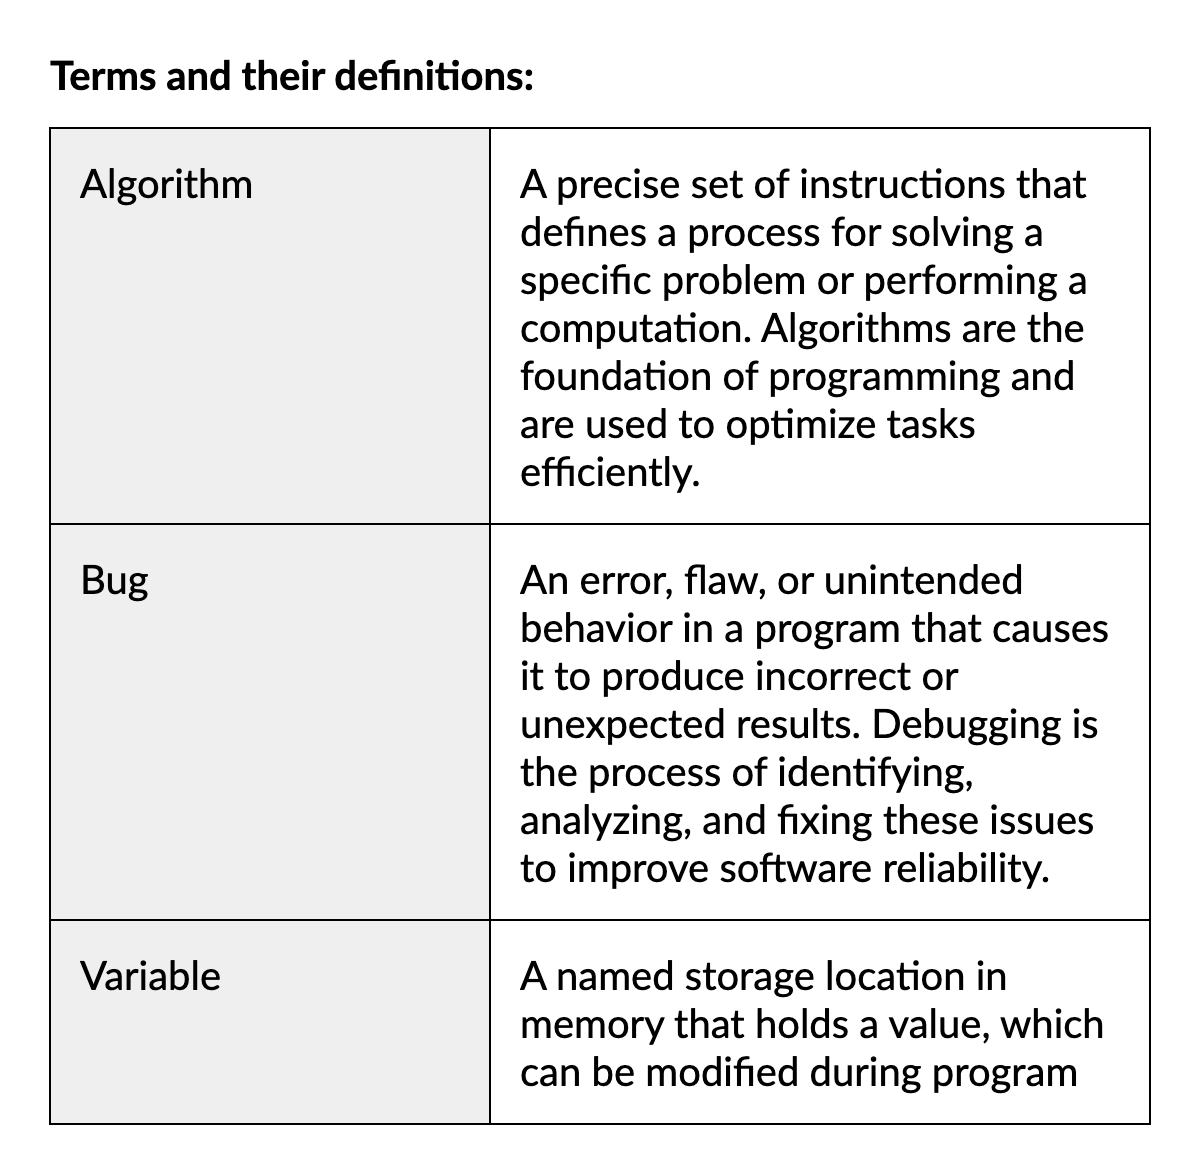 Terms and their definitions:
Algorithm
A precise set of instructions that
defines a process for solving a
specific problem or performing a
computation. Algorithms are the
foundation of programming and
are used to optimize tasks
efficiently.
Bug
An error, flaw, or unintended
behavior in a program that causes
it to produce incorrect or
unexpected results. Debugging is
the process of identifying,
analyzing, and fixing these issues
to improve software reliability.
Variable
A named storage location in
memory that holds a value, which
can be modified during program